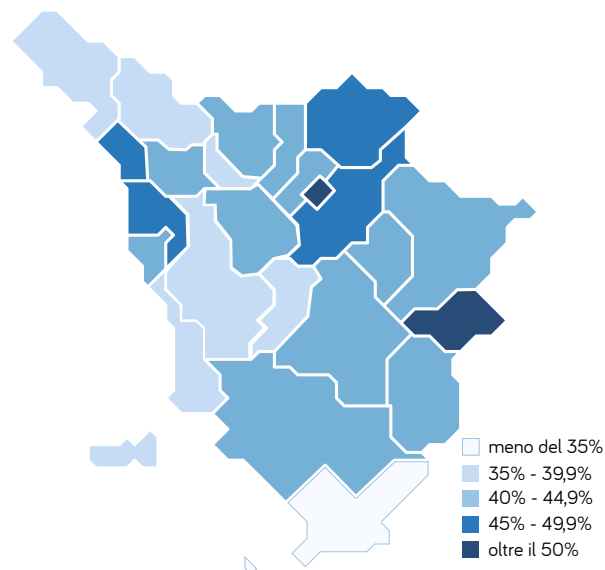 meno del 35%
35% - 39,9%
40% - 44,9%
45% - 49,9%
oltre il 50%